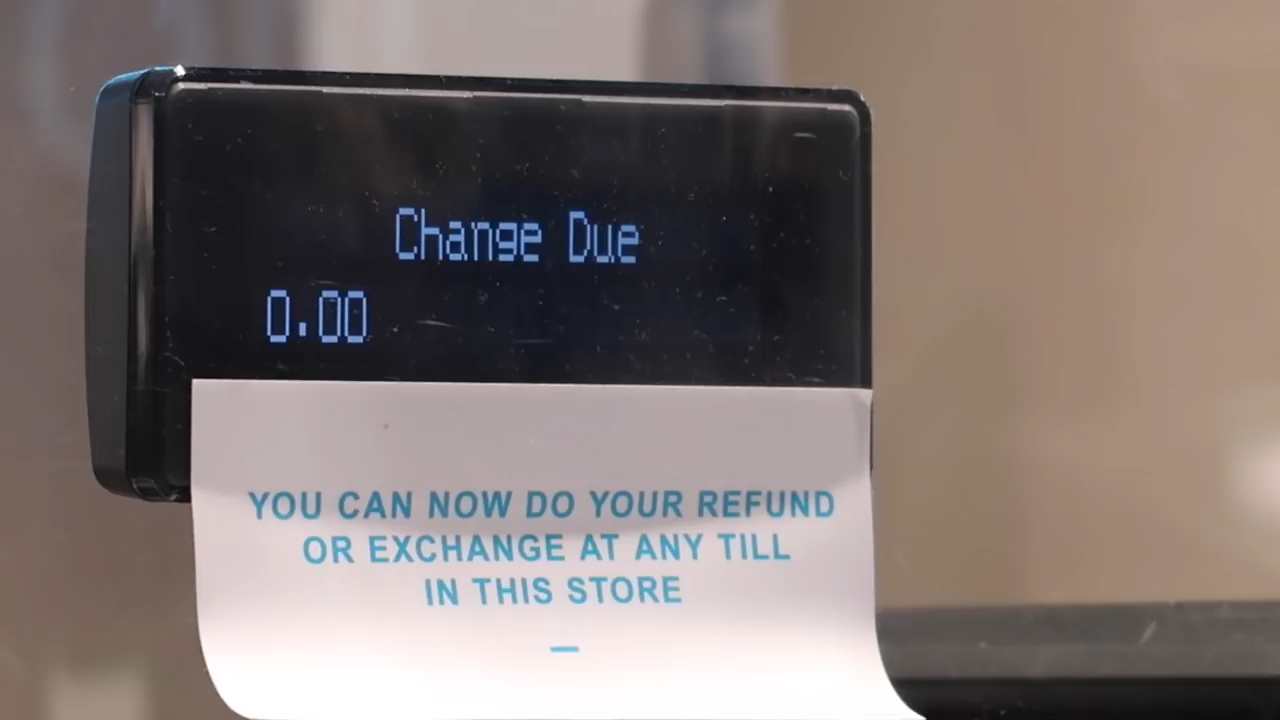 Change Due
0.00
YOU CAN NOW DO YOUR REFUND
OR EXCHANGE AT ANY TILL
IN THIS STORE